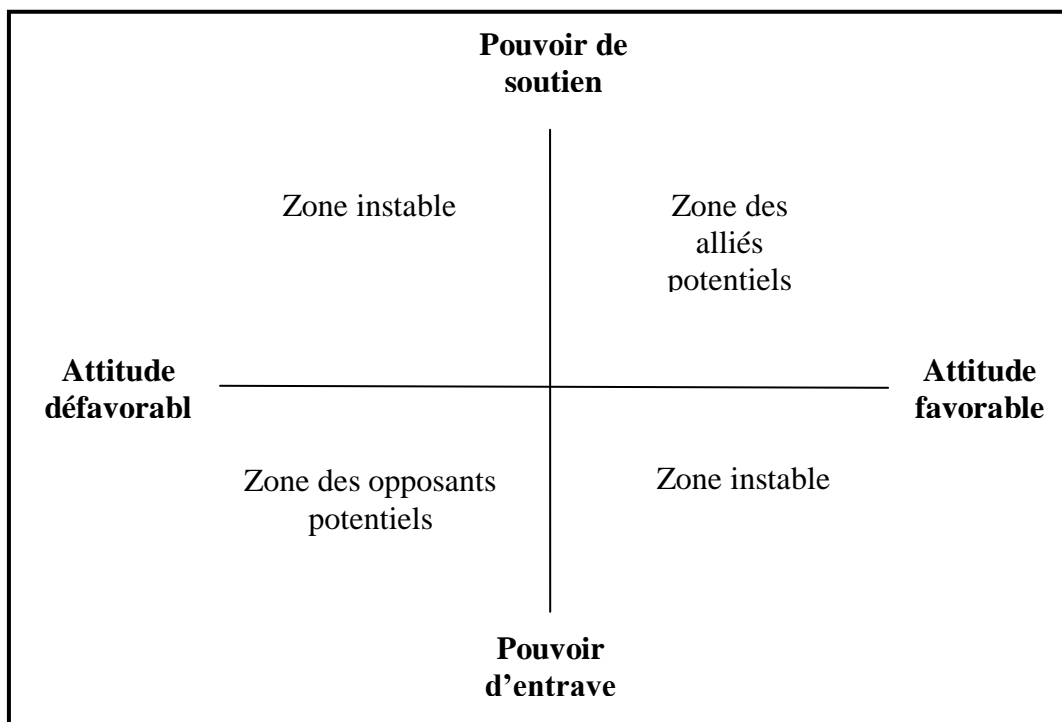 Pouvoir de
soutien
Zone instable
Zone des
alliés
potentiels
Attitude
défavorabl
Attitude
favorable
Zone des opposants
potentiels
Zone instable
Pouvoir
d’entrave